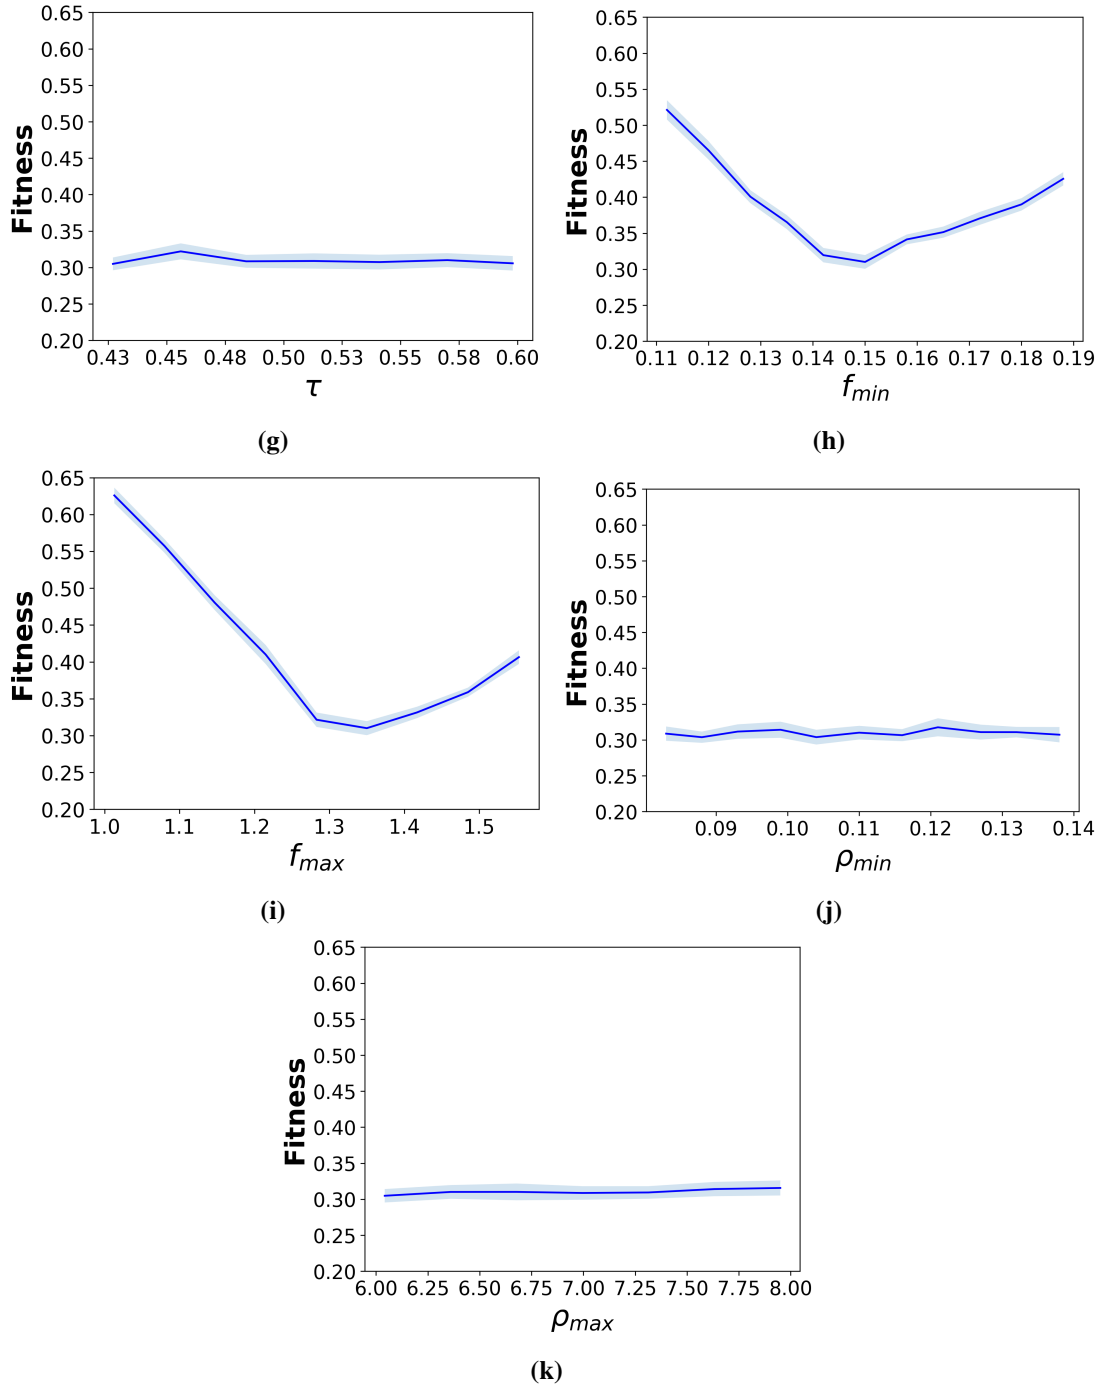 0.65
0.60
0.55
0.50
0.45
0.40
0.35
0.30
0.25
0.20
Fitness
0.43 0.45 0.48 0.50 0.53 0.55 0.58 0.60
τ
(g)
0.65
0.60
0.55
0.50
0.45
0.40
0.35
0.30
0.25
0.20
Fitness
0.11 0.12 0.13 0.14 0.15 0.16 0.17 0.18 0.19
f_min
(h)
0.65
0.60
0.55
0.50
0.45
0.40
0.35
0.30
0.25
0.20
Fitness
1.0 1.1 1.2 1.3 1.4 1.5
f_max
(i)
0.65
0.60
0.55
0.50
0.45
0.40
0.35
0.30
0.25
0.20
Fitness
0.09 0.10 0.11 0.12 0.13 0.14
ρ_min
(j)
0.65
0.60
0.55
0.50
0.45
0.40
0.35
0.30
0.25
0.20
Fitness
6.00 6.25 6.50 6.75 7.00 7.25 7.50 7.75 8.00
ρ_max
(k)